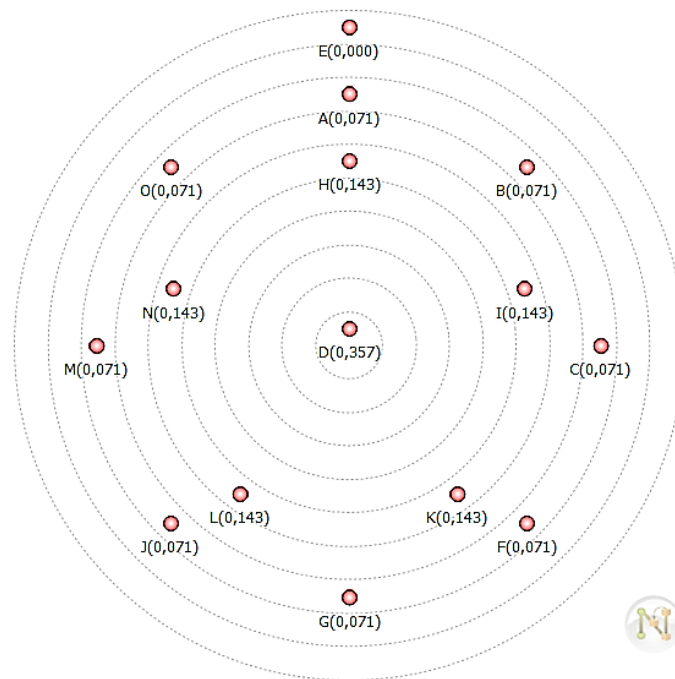 E(0,000)
A(0,071)
O(0,071)
H(0,143)
B(0,071)
N(0,143)
I(0,143)
D(0,357)
M(0,071)
C(0,071)
L(0,143)
K(0,143)
J(0,071)
F(0,071)
G(0,071)
N